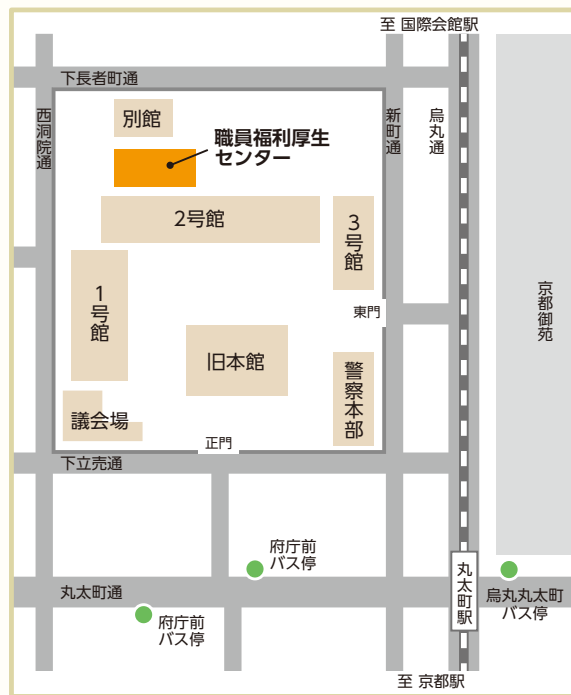 至 国際会館駅
下長者町通
西洞院通
別館
職員福利厚生
センター
新町通
烏丸通
2号館
3号館
1号館
東門
京都御苑
旧本館
警察本部
議会場
正門
下立売通
府庁前
バス停
丸太町通
府庁前
バス停
丸太町駅
烏丸丸太町
バス停
至 京都駅